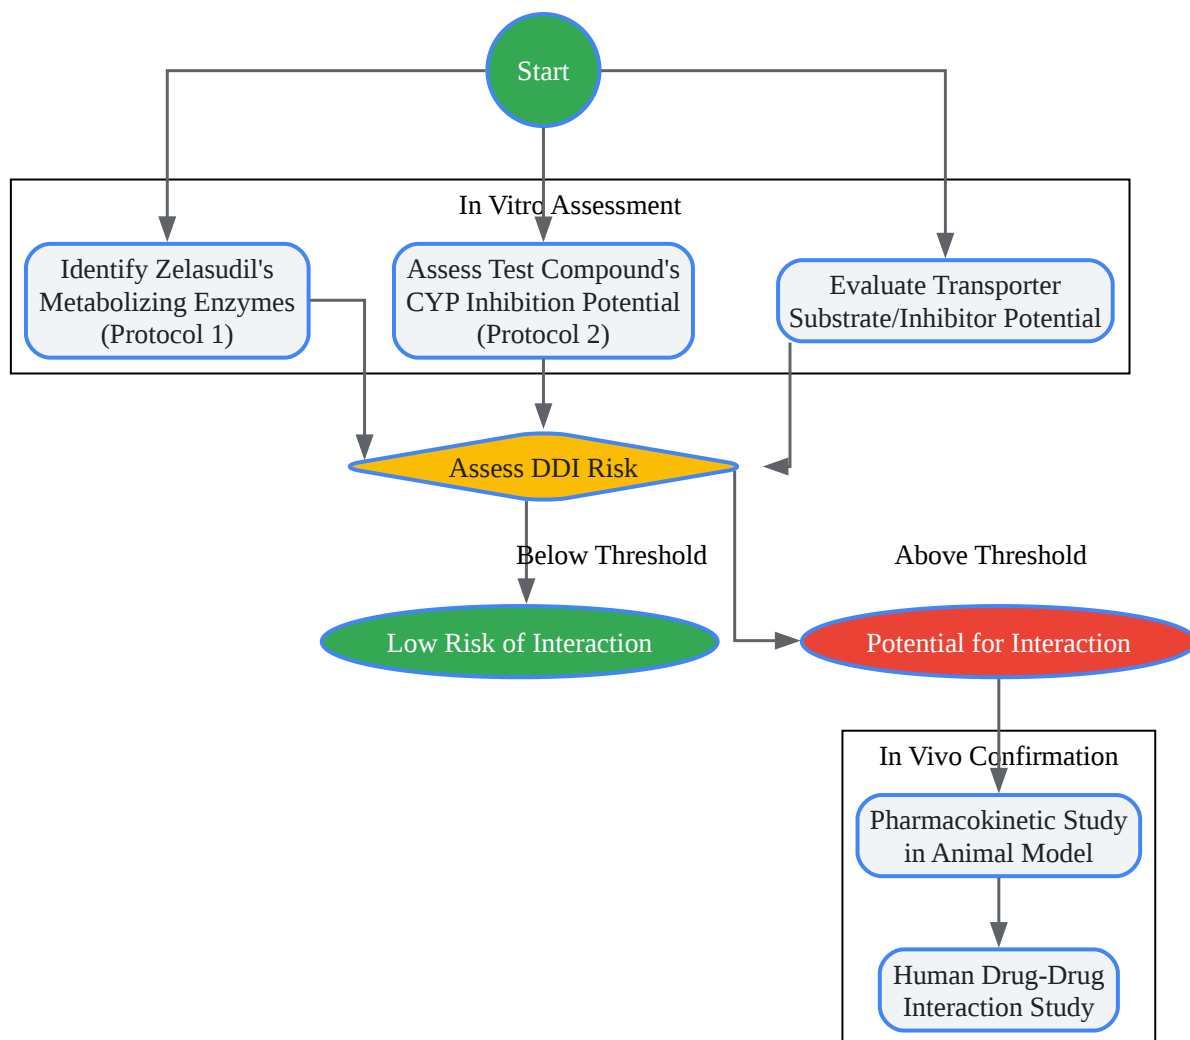 Start
In Vitro Assessment
Identify Zelasudil's
Metabolizing Enzymes
(Protocol 1)
Assess Test Compound's
CYP Inhibition Potential
(Protocol 2)
Evaluate Transporter
Substrate/Inhibitor Potential
Assess DDI Risk
Below Threshold
Above Threshold
Low Risk of Interaction
Potential for Interaction
In Vivo Confirmation
Pharmacokinetic Study
in Animal Model
Human Drug-Drug
Interaction Study